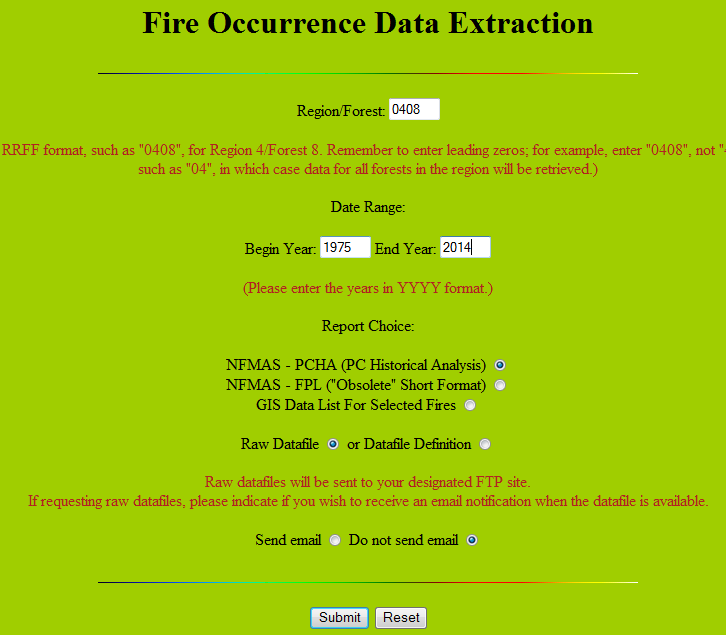 Fire Occurrence Data Extraction
Region/Forest: 0408
RRFF format, such as "0408", for Region 4/Forest 8. Remember to enter leading zeros; for example, enter "0408", not "4
such as "04", in which case data for all forests in the region will be retrieved.)
Date Range:
Begin Year: 1975 End Year: 2014
(Please enter the years in YYYY format.)
Report Choice:
NFMAS - PCHA (PC Historical Analysis)
NFMAS - FPL ("Obsolete" Short Format)
GIS Data List For Selected Fires
Raw Datafile or Datafile Definition
Raw datafiles will be sent to your designated FTP site.
If requesting raw datafiles, please indicate if you wish to receive an email notification when the datafile is available.
Send email Do not send email
Submit Reset